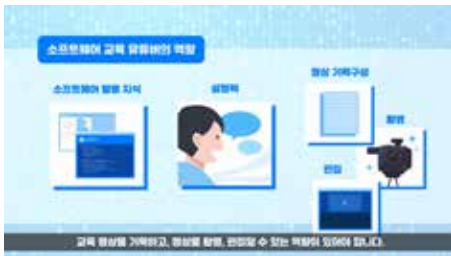 소프트웨어 교육 유튜버의 역량
소프트웨어 활용 지식
설명력
영상 기획구성
촬영
편집
교육 영상을 기획하고, 영상을 촬영, 편집할 수 있는 역량이 있어야 합니다.